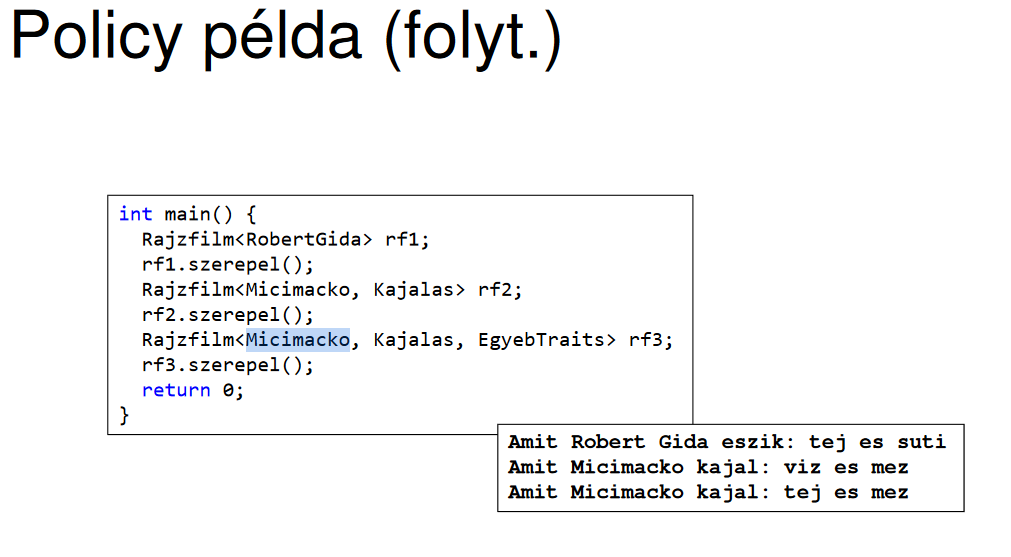 Policy példa (folyt.)
int main() {
Rajzfilm<RobertGida> rf1;
rf1.szerepel();
Rajzfilm<Micimacko, Kajalas> rf2;
rf2.szerepel();
Rajzfilm<Micimacko, Kajalas, EgyebTraits> rf3;
rf3.szerepel();
return 0;
}
Amit Robert Gida eszik: tej es suti
Amit Micimacko kajal: viz es mez
Amit Micimacko kajal: tej es mez